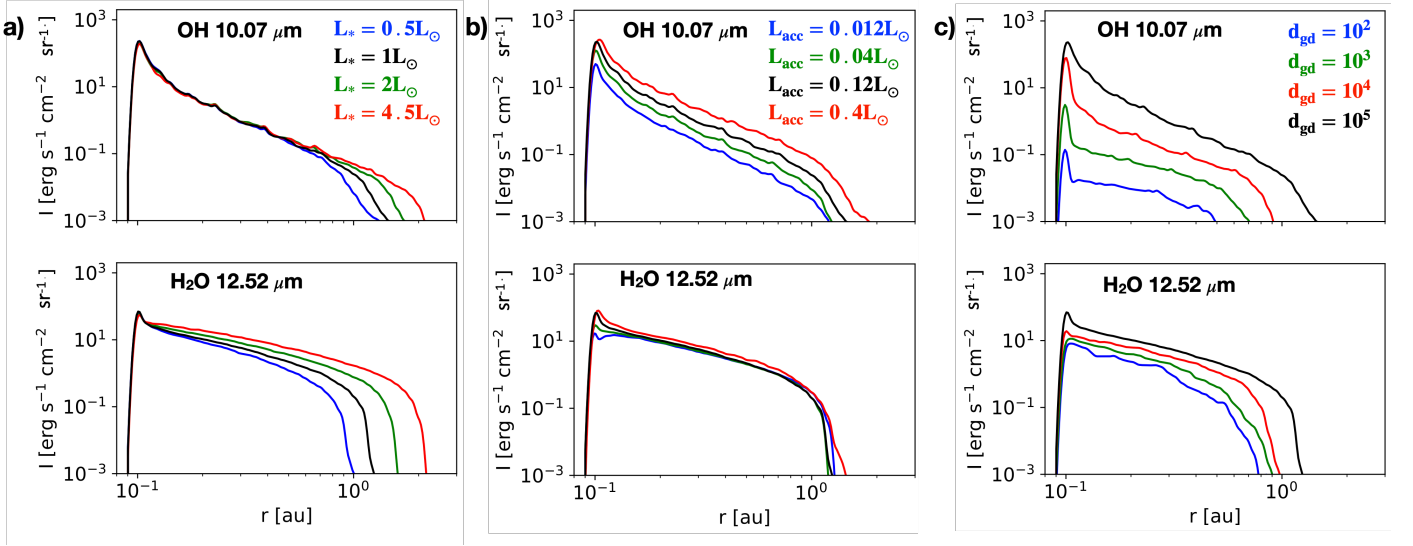 a)
OH 10.07 μm
L* = 0.5L⊙
L* = 1L⊙
L* = 2L⊙
L* = 4.5L⊙
I [erg s⁻¹ cm⁻² sr⁻¹·]
10³
10¹
10⁻¹
10⁻³
H₂O 12.52 μm
I [erg s⁻¹ cm⁻² sr⁻¹·]
10³
10¹
10⁻¹
10⁻³
10⁻¹ 10⁰
r [au]
b)
OH 10.07 μm
Lacc = 0.012L⊙
Lacc = 0.04L⊙
Lacc = 0.12L⊙
Lacc = 0.4L⊙
I [erg s⁻¹ cm⁻² sr⁻¹·]
10³
10¹
10⁻¹
10⁻³
H₂O 12.52 μm
I [erg s⁻¹ cm⁻² sr⁻¹·]
10³
10¹
10⁻¹
10⁻³
10⁻¹ 10⁰
r [au]
c)
OH 10.07 μm
dgd = 10²
dgd = 10³
dgd = 10⁴
dgd = 10⁵
I [erg s⁻¹ cm⁻² sr⁻¹·]
10³
10¹
10⁻¹
10⁻³
H₂O 12.52 μm
I [erg s⁻¹ cm⁻² sr⁻¹·]
10³
10¹
10⁻¹
10⁻³
10⁻¹ 10⁰
r [au]